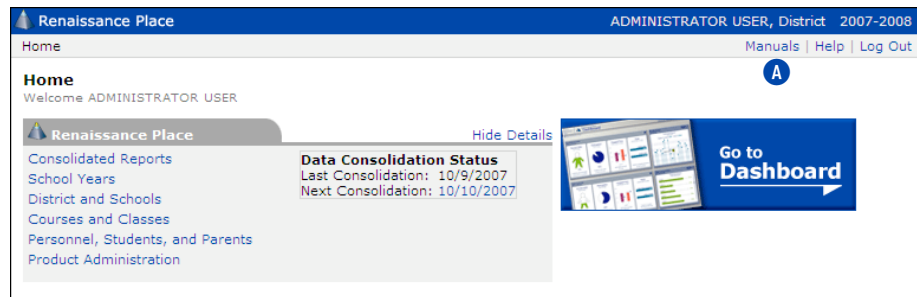 Renaissance Place ADMINISTRATOR USER, District 2007-2008
Home Manuals | Help | Log Out
A
Home
Welcome ADMINISTRATOR USER
Renaissance Place Hide Details
Consolidated Reports
School Years
District and Schools
Courses and Classes
Personnel, Students, and Parents
Product Administration
Data Consolidation Status
Last Consolidation: 10/9/2007
Next Consolidation: 10/10/2007
Go to
Dashboard